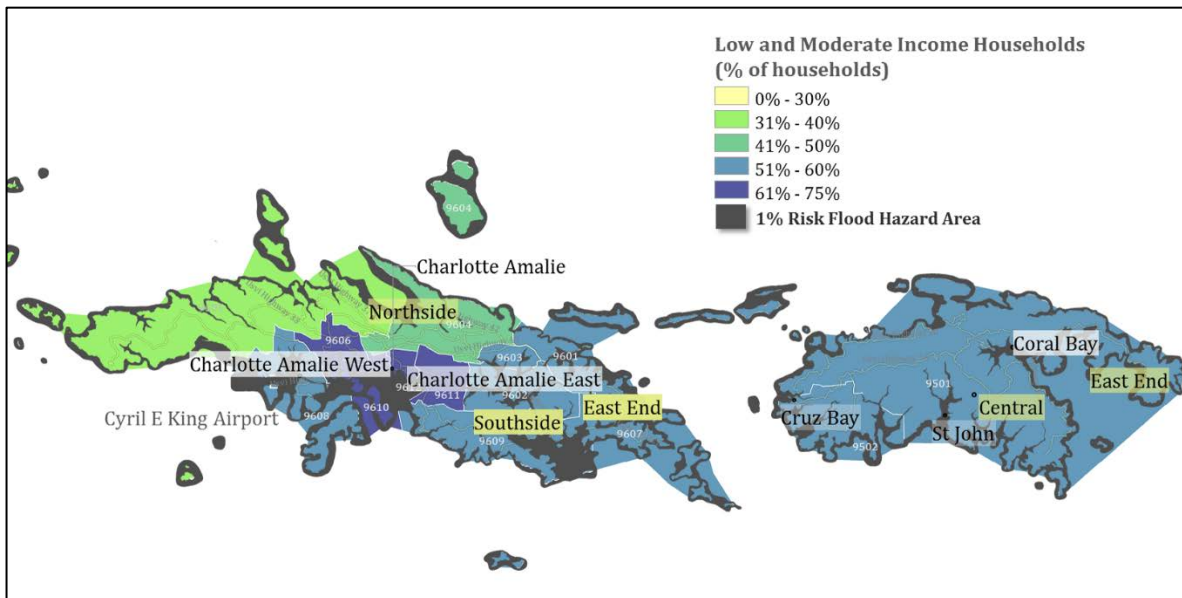 Low and Moderate Income Households
(% of households)
0% - 30%
31% - 40%
41% - 50%
51% - 60%
61% - 75%
1% Risk Flood Hazard Area
9604
Charlotte Amalie
Northside
9604
9606
9603
9601
Charlotte Amalie West
Charlotte Amalie East
9611
9602
Cyril E King Airport
9608
9610
Southside
East End
9609
9607
Coral Bay
9501
East End
Central
Cruz Bay
St John
9502